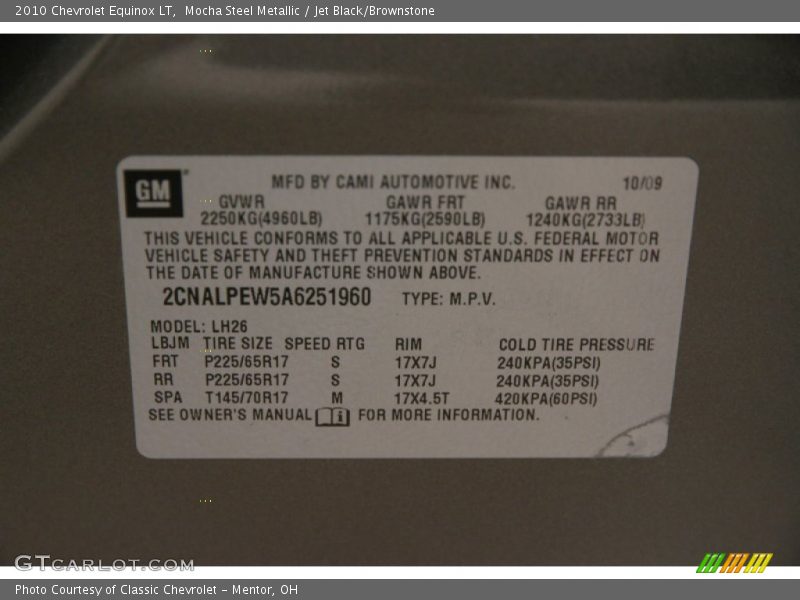 2010 Chevrolet Equinox LT,  Mocha Steel Metallic / Jet Black/Brownstone
GM
MFD BY CAMI AUTOMOTIVE INC. 10/09
GVWR GAWR FRT GAWR RR
2250KG(4960LB) 1175KG(2590LB) 1240KG(2733LB)
THIS VEHICLE CONFORMS TO ALL APPLICABLE U.S. FEDERAL MOTOR
VEHICLE SAFETY AND THEFT PREVENTION STANDARDS IN EFFECT ON
THE DATE OF MANUFACTURE SHOWN ABOVE.
2CNALPEW5A6251960 TYPE: M.P.V.
MODEL: LH26
LBJM TIRE SIZE SPEED RTG RIM COLD TIRE PRESSURE
FRT P225/65R17 S 17X7J 240KPA(35PSI)
RR P225/65R17 S 17X7J 240KPA(35PSI)
SPA T145/70R17 M 17X4.5T 420KPA(60PSI)
SEE OWNER'S MANUAL i FOR MORE INFORMATION.
GTCARLOT.COM
Photo Courtesy of Classic Chevrolet - Mentor, OH